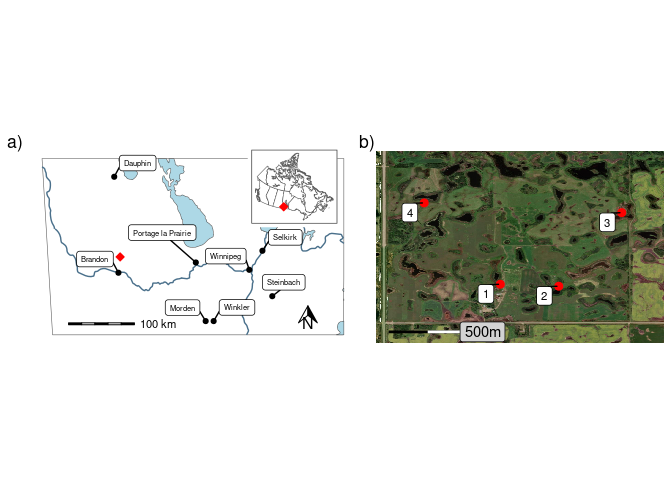 a)
Dauphin
Portage la Prairie
Selkirk
Brandon
Winnipeg
Steinbach
Morden
Winkler
100 km
b)
4
3
1
2
500m